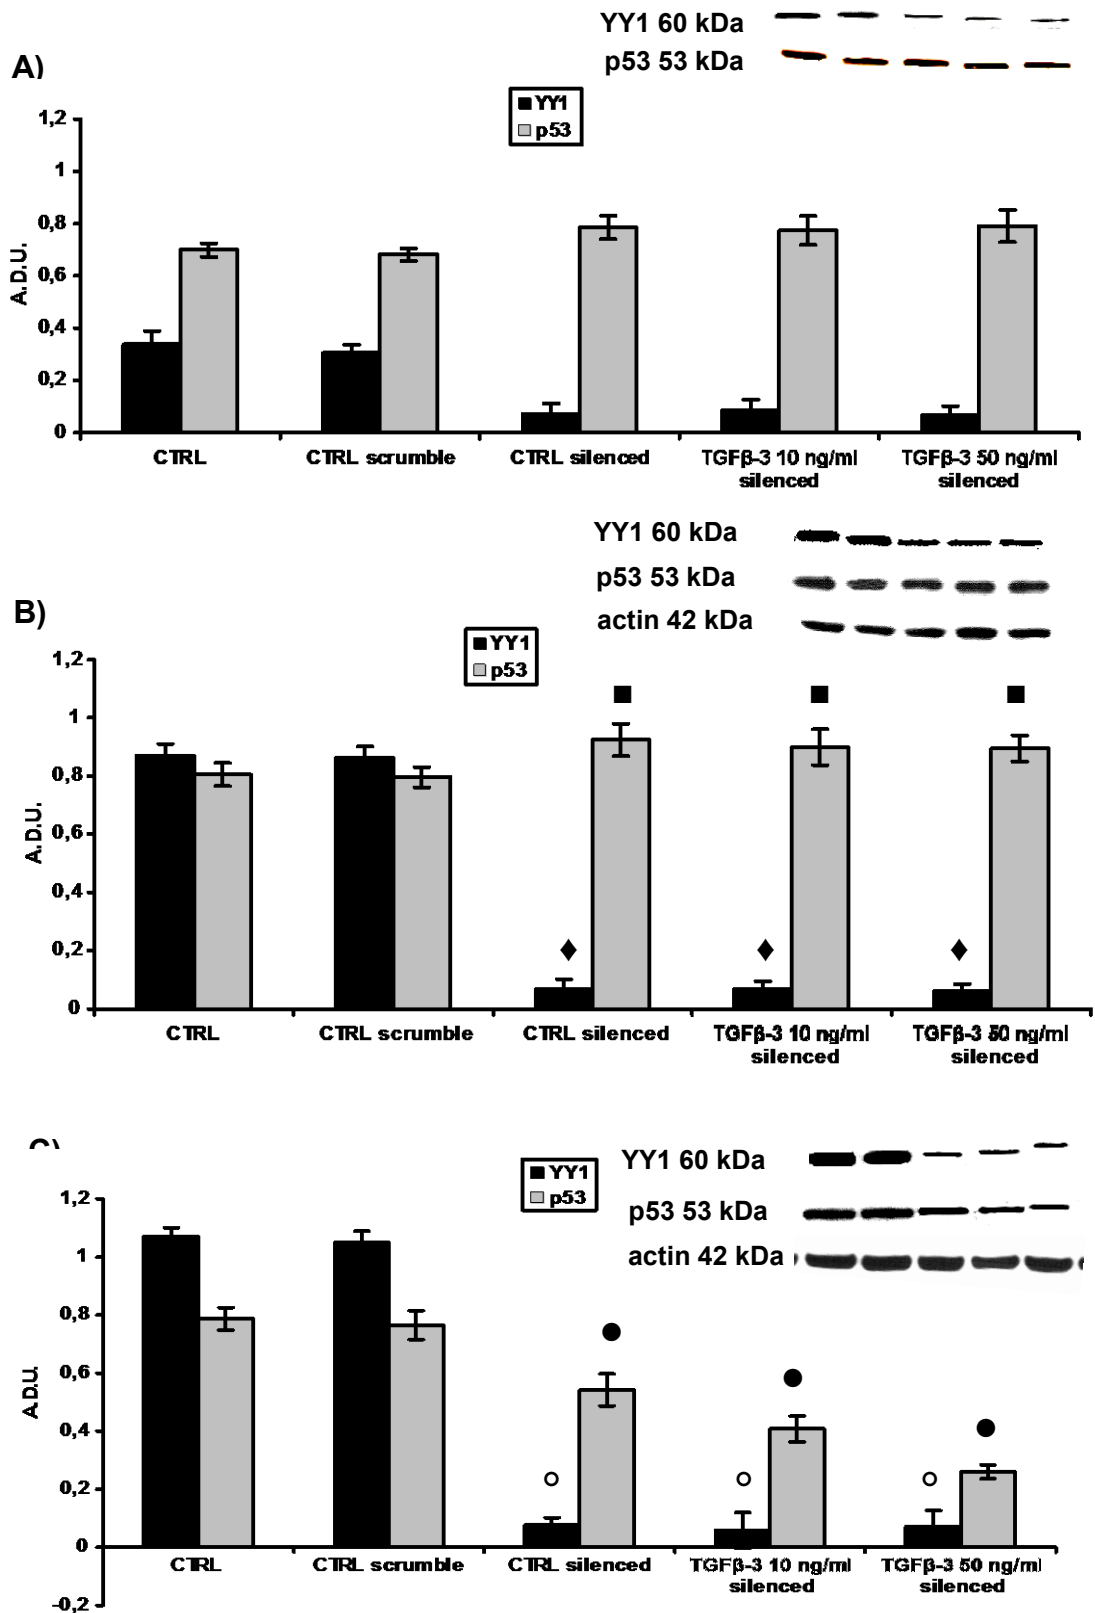 YY1 60 kDa
p53 53 kDa
A)
YY1
p53
1,2
1
0,8
0,6
0,4
0,2
0
A.D.U.
CTRL
CTRL scrumble
CTRL silenced
TGFβ-3 10 ng/ml silenced
TGFβ-3 50 ng/ml silenced
YY1 60 kDa
p53 53 kDa
actin 42 kDa
B)
YY1
p53
1,2
1
0,8
0,6
0,4
0,2
0
A.D.U.
CTRL
CTRL scrumble
CTRL silenced
TGFβ-3 10 ng/ml silenced
TGFβ-3 50 ng/ml silenced
C)
YY1 60 kDa
p53 53 kDa
actin 42 kDa
YY1
p53
1,2
1
0,8
0,6
0,4
0,2
0
-0,2
A.D.U.
CTRL
CTRL scrumble
CTRL silenced
TGFβ-3 10 ng/ml silenced
TGFβ-3 50 ng/ml silenced